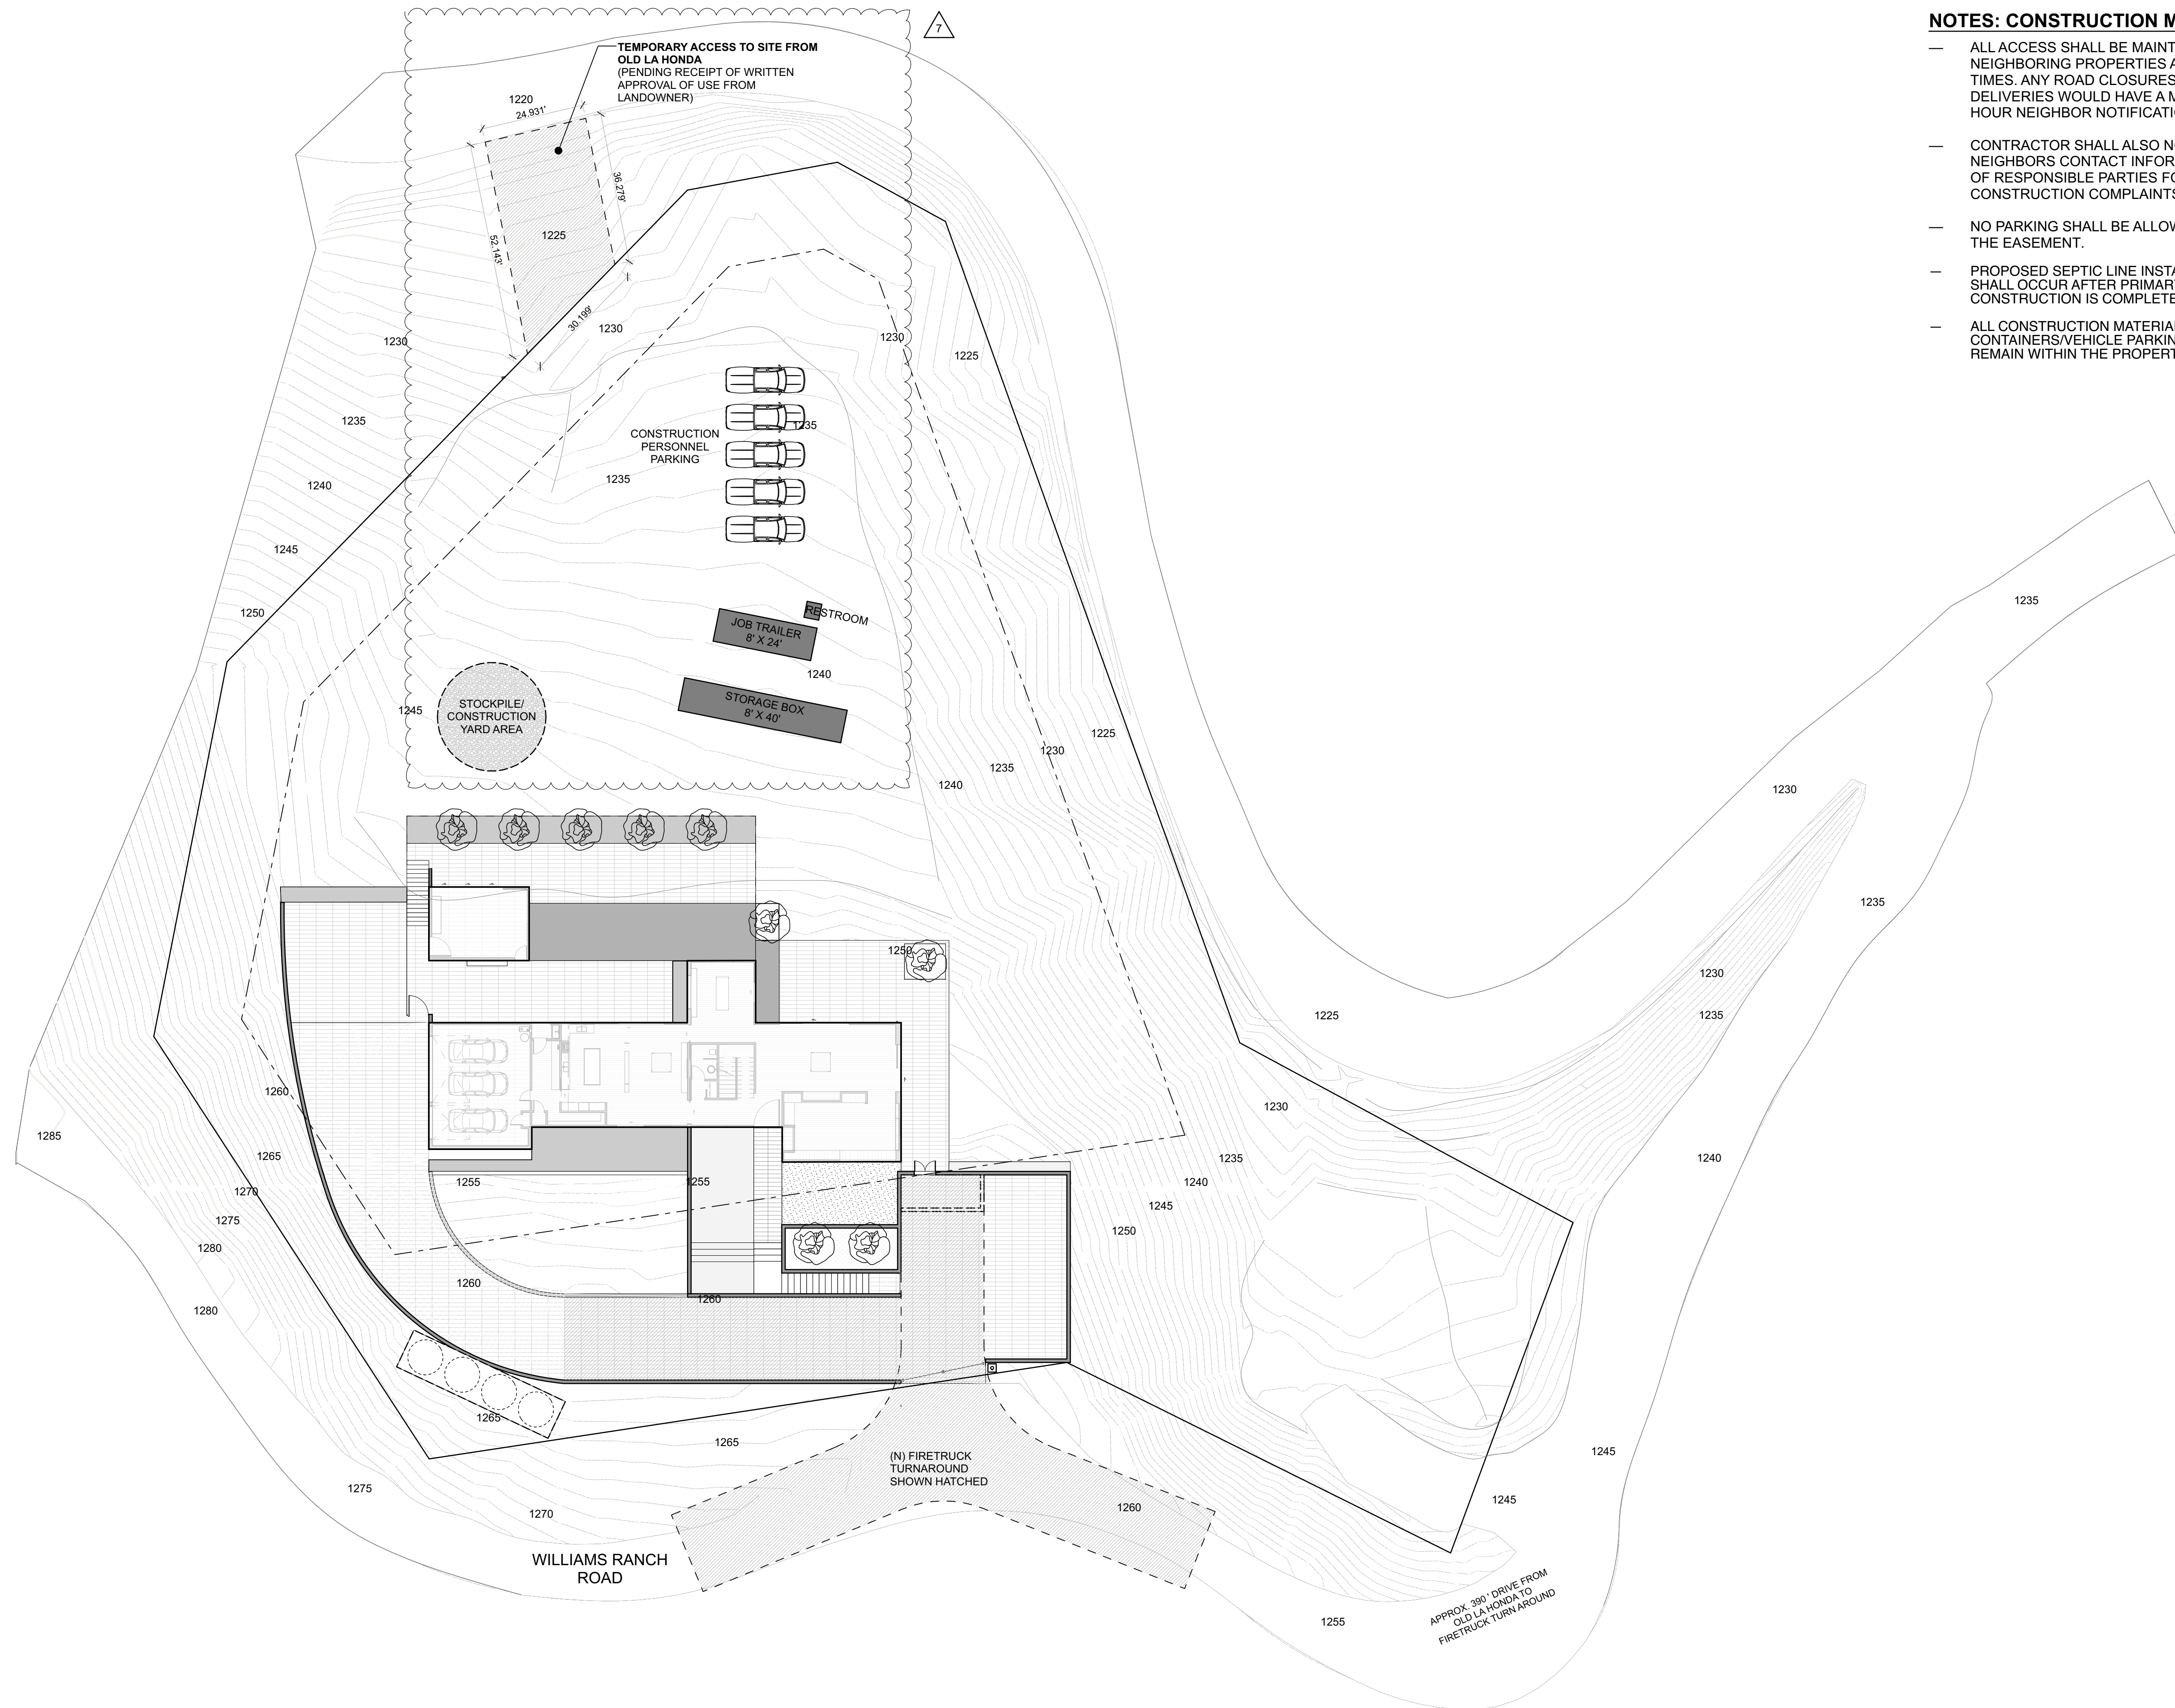 7
TEMPORARY ACCESS TO SITE FROM
OLD LA HONDA
(PENDING RECEIPT OF WRITTEN
APPROVAL OF USE FROM
LANDOWNER)
1220
24.931'
36.279'
52.143'
1225
30.199'
1230
1230
1230
1225
1235
1235
CONSTRUCTION
PERSONNEL
PARKING
1235
1240
1245
1250
RESTROOM
JOB TRAILER
8' X 24'
1240
STORAGE BOX
8' X 40'
1245
STOCKPILE/
CONSTRUCTION
YARD AREA
1225
1230
1235
1240
1250
1260
1285
1265
1270
1275
1280
1280
1255
1255
1260
1260
1265
1265
1275
1270
WILLIAMS RANCH
ROAD
(N) FIRETRUCK
TURNAROUND
SHOWN HATCHED
1260
1225
1230
1235
1240
1245
1250
1235
1230
1235
1230
1235
1240
1245
1245
1255
APPROX. 390 ' DRIVE FROM
OLD LA HONDA TO
FIRETRUCK TURN AROUND
NOTES: CONSTRUCTION M
— ALL ACCESS SHALL BE MAINT
NEIGHBORING PROPERTIES A
TIMES. ANY ROAD CLOSURES
DELIVERIES WOULD HAVE A M
HOUR NEIGHBOR NOTIFICATI
— CONTRACTOR SHALL ALSO N
NEIGHBORS CONTACT INFOR
OF RESPONSIBLE PARTIES FO
CONSTRUCTION COMPLAINTS
— NO PARKING SHALL BE ALLOW
THE EASEMENT.
— PROPOSED SEPTIC LINE INSTA
SHALL OCCUR AFTER PRIMAR
CONSTRUCTION IS COMPLETE
— ALL CONSTRUCTION MATERIA
CONTAINERS/VEHICLE PARKIN
REMAIN WITHIN THE PROPERT